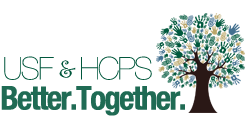 USF & HCPS
Better.Together.